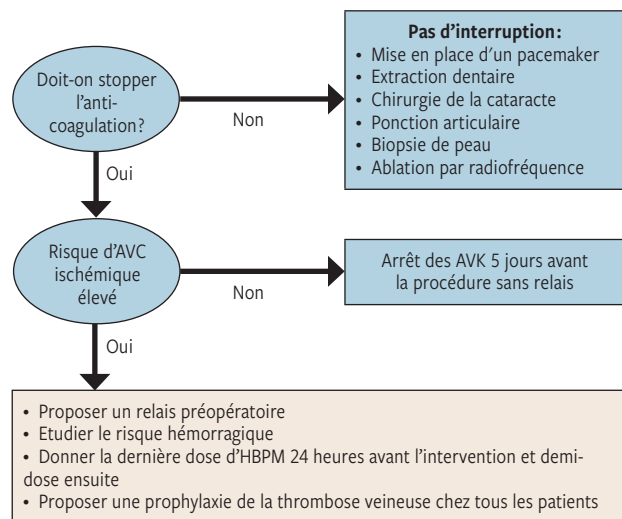 Doit-on stopper
l’anti-
coagulation?
Non
Pas d’interruption:
• Mise en place d’un pacemaker
• Extraction dentaire
• Chirurgie de la cataracte
• Ponction articulaire
• Biopsie de peau
• Ablation par radiofréquence
Oui
Risque d’AVC
ischémique
élevé
Non
Arrêt des AVK 5 jours avant
la procédure sans relais
Oui
• Proposer un relais préopératoire
• Etudier le risque hémorragique
• Donner la dernière dose d’HBPM 24 heures avant l’intervention et demi-
dose ensuite
• Proposer une prophylaxie de la thrombose veineuse chez tous les patients